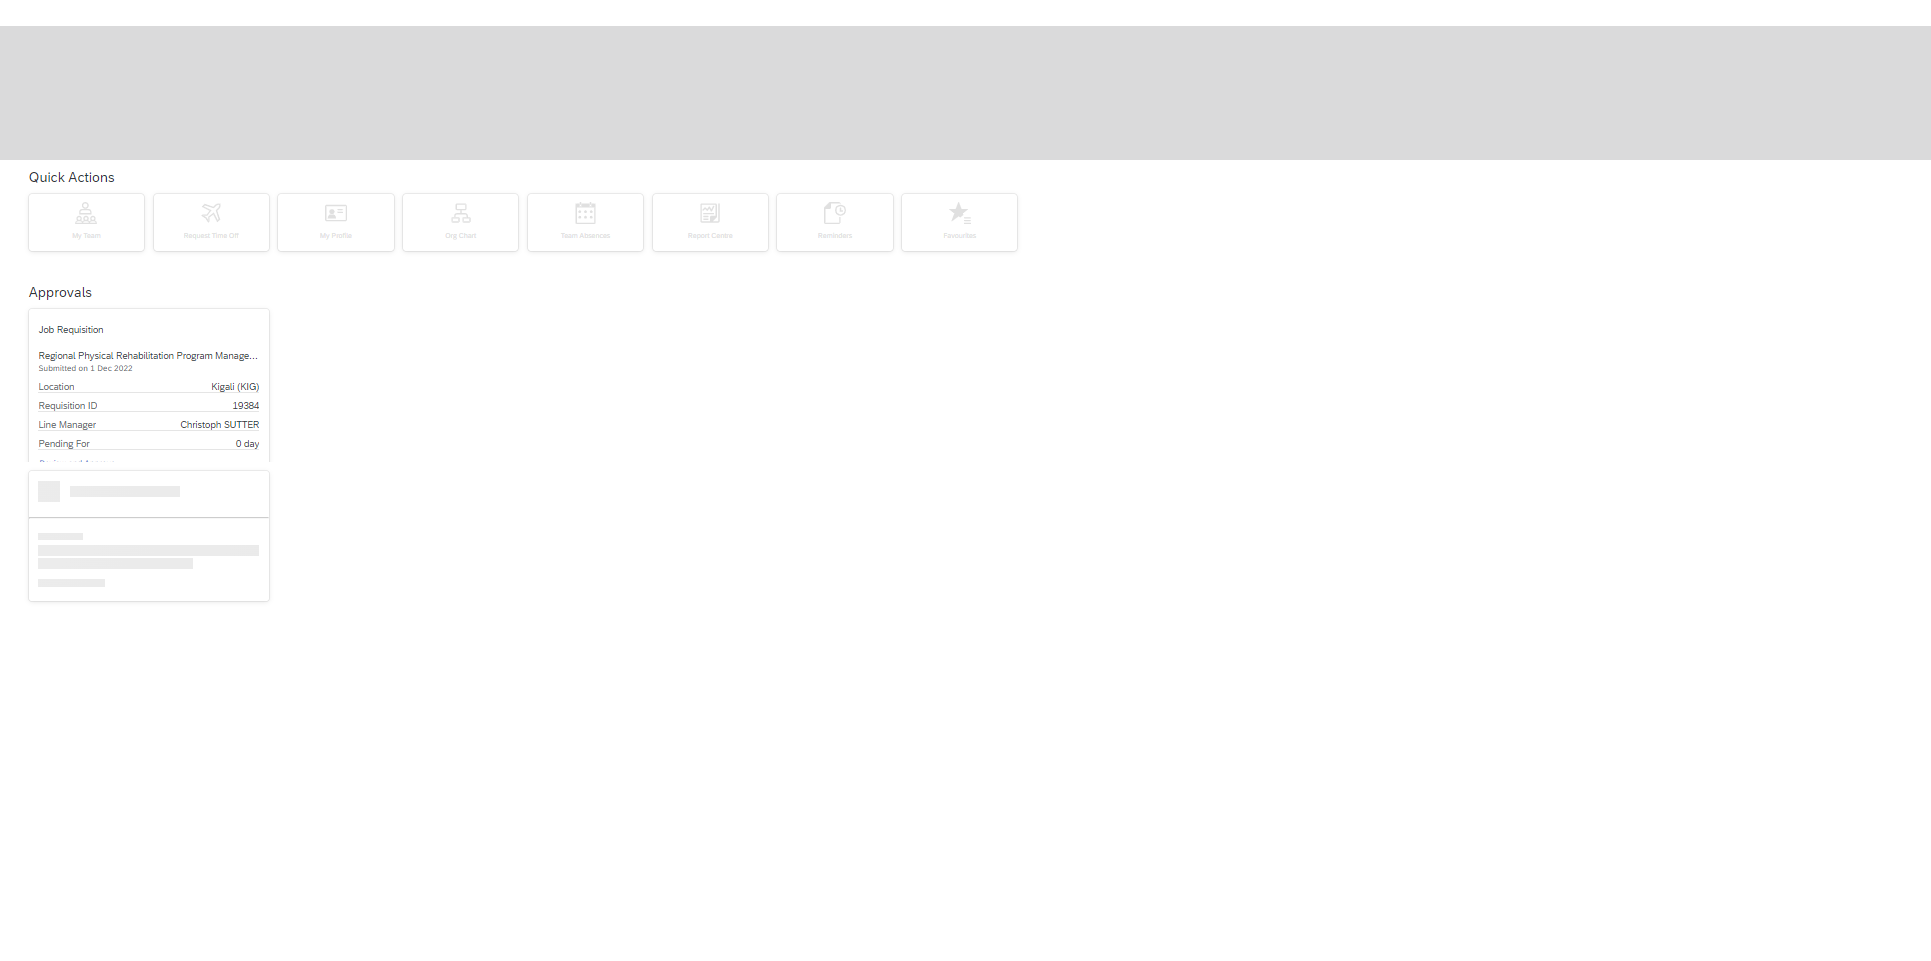 Quick Actions
My Team
Request Time Off
My Profile
Org Chart
Team Absences
Report Centre
Reminders
Favourites
Approvals
Job Requisition
Regional Physical Rehabilitation Program Manage...
Submitted on 1 Dec 2022
Location Kigali (KIG)
Requisition ID 19384
Line Manager Christoph SUTTER
Pending For 0 day